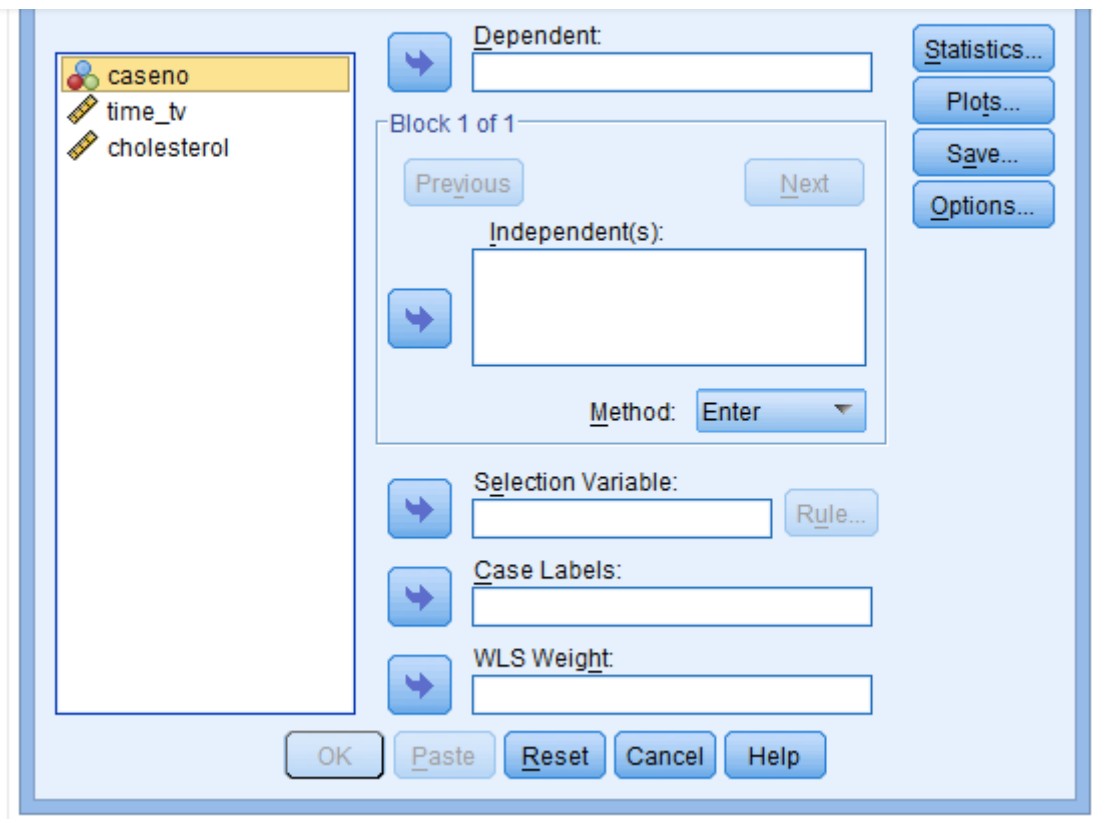 caseno
time_tv
cholesterol
Dependent:
Block 1 of 1
Previous
Next
Independent(s):
Method: Enter
Selection Variable:
Rule...
Case Labels:
WLS Weight:
Statistics...
Plots...
Save...
Options...
OK
Paste
Reset
Cancel
Help